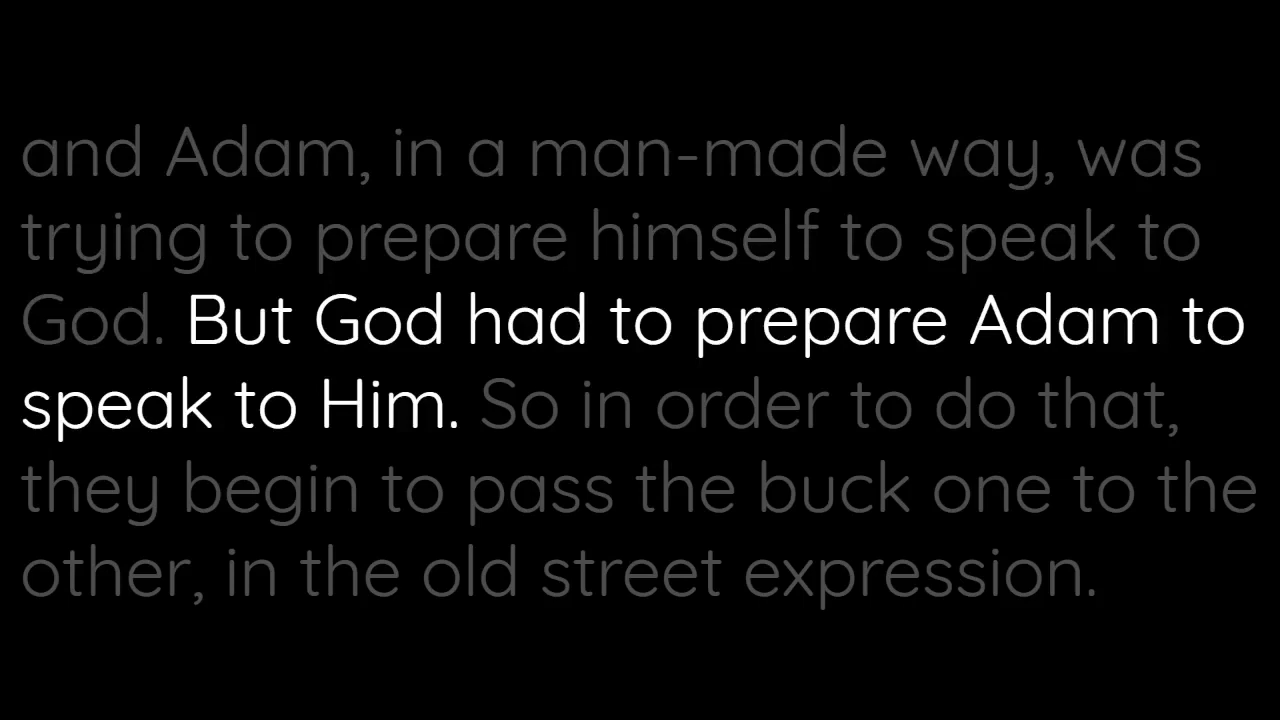 and Adam, in a man-made way, was
trying to prepare himself to speak to
God. But God had to prepare Adam to
speak to Him. So in order to do that,
they begin to pass the buck one to the
other, in the old street expression.